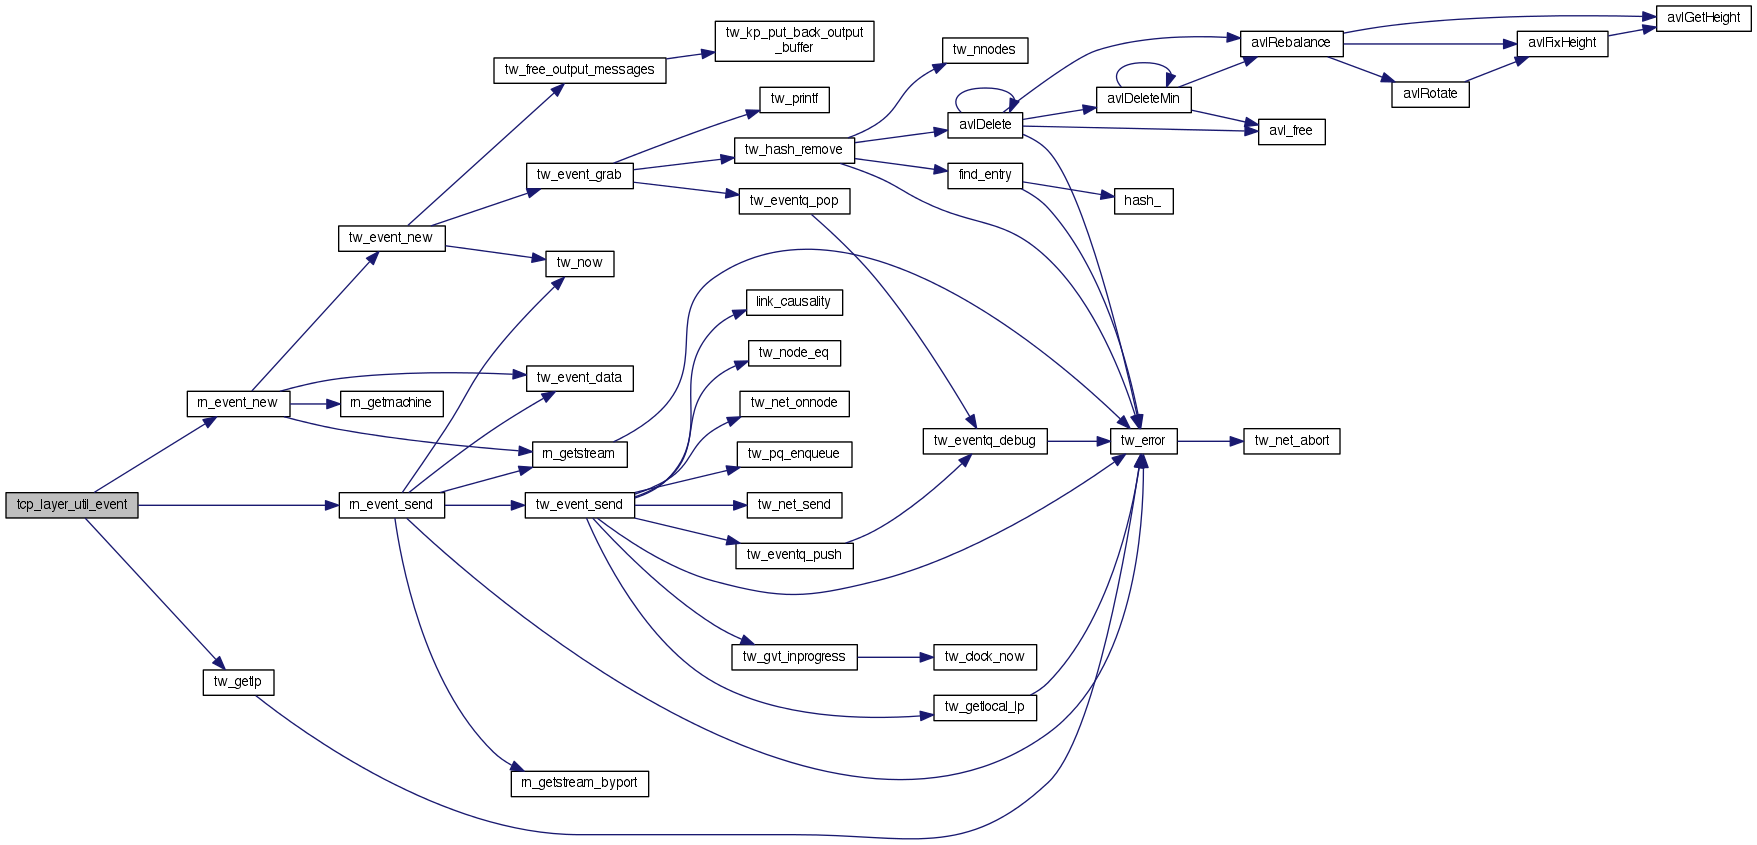 avlGetHeight
tw_kp_put_back_output
_buffer
avlRebalance
avlFixHeight
tw_nnodes
tw_free_output_messages
avlDeleteMin
avlRotate
tw_printf
avlDelete
avl_free
tw_hash_remove
tw_event_grab
find_entry
tw_eventq_pop
hash_
tw_event_new
tw_now
link_causality
tw_node_eq
tw_event_data
rn_event_new
rn_getmachine
tw_net_onnode
tw_eventq_debug
tw_error
tw_net_abort
rn_getstream
tw_pq_enqueue
tcp_layer_util_event
rn_event_send
tw_event_send
tw_net_send
tw_eventq_push
tw_gvt_inprogress
tw_clock_now
tw_getlp
tw_getlocal_lp
rn_getstream_byport